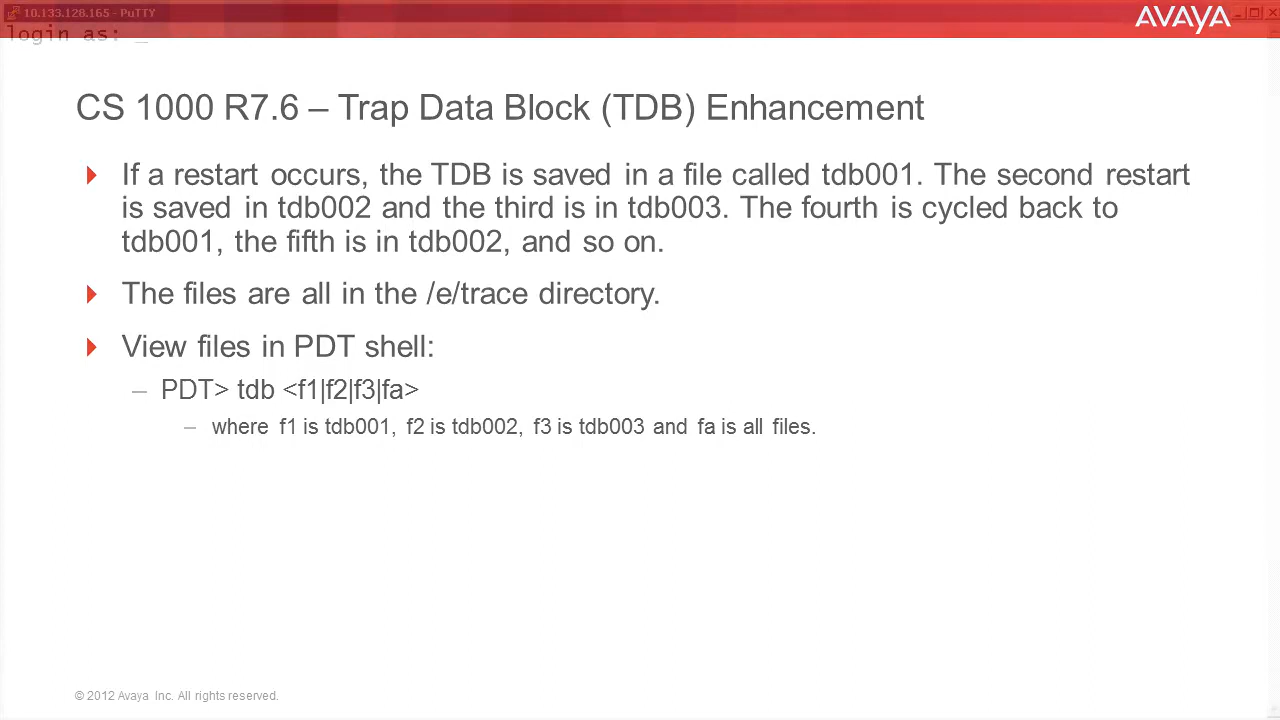 10.133.128.165 - PuTTY
AVAYA
login as:
CS 1000 R7.6 – Trap Data Block (TDB) Enhancement
If a restart occurs, the TDB is saved in a file called tdb001. The second restart
is saved in tdb002 and the third is in tdb003. The fourth is cycled back to
tdb001, the fifth is in tdb002, and so on.
The files are all in the /e/trace directory.
View files in PDT shell:
– PDT> tdb <f1|f2|f3|fa>
– where f1 is tdb001, f2 is tdb002, f3 is tdb003 and fa is all files.
© 2012 Avaya Inc. All rights reserved.